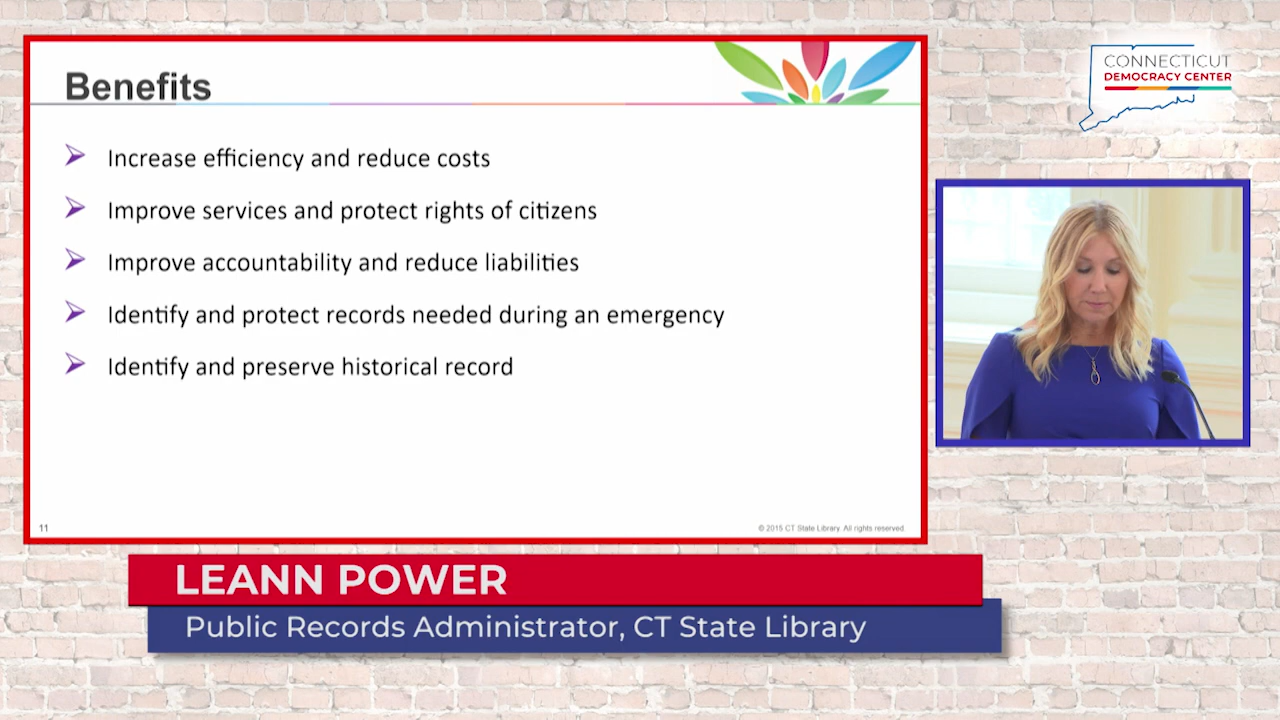 Benefits
Increase efficiency and reduce costs
Improve services and protect rights of citizens
Improve accountability and reduce liabilities
Identify and protect records needed during an emergency
Identify and preserve historical record
11
© 2015 CT State Library. All rights reserved.
CONNECTICUT
DEMOCRACY CENTER
LEANN POWER
Public Records Administrator, CT State Library